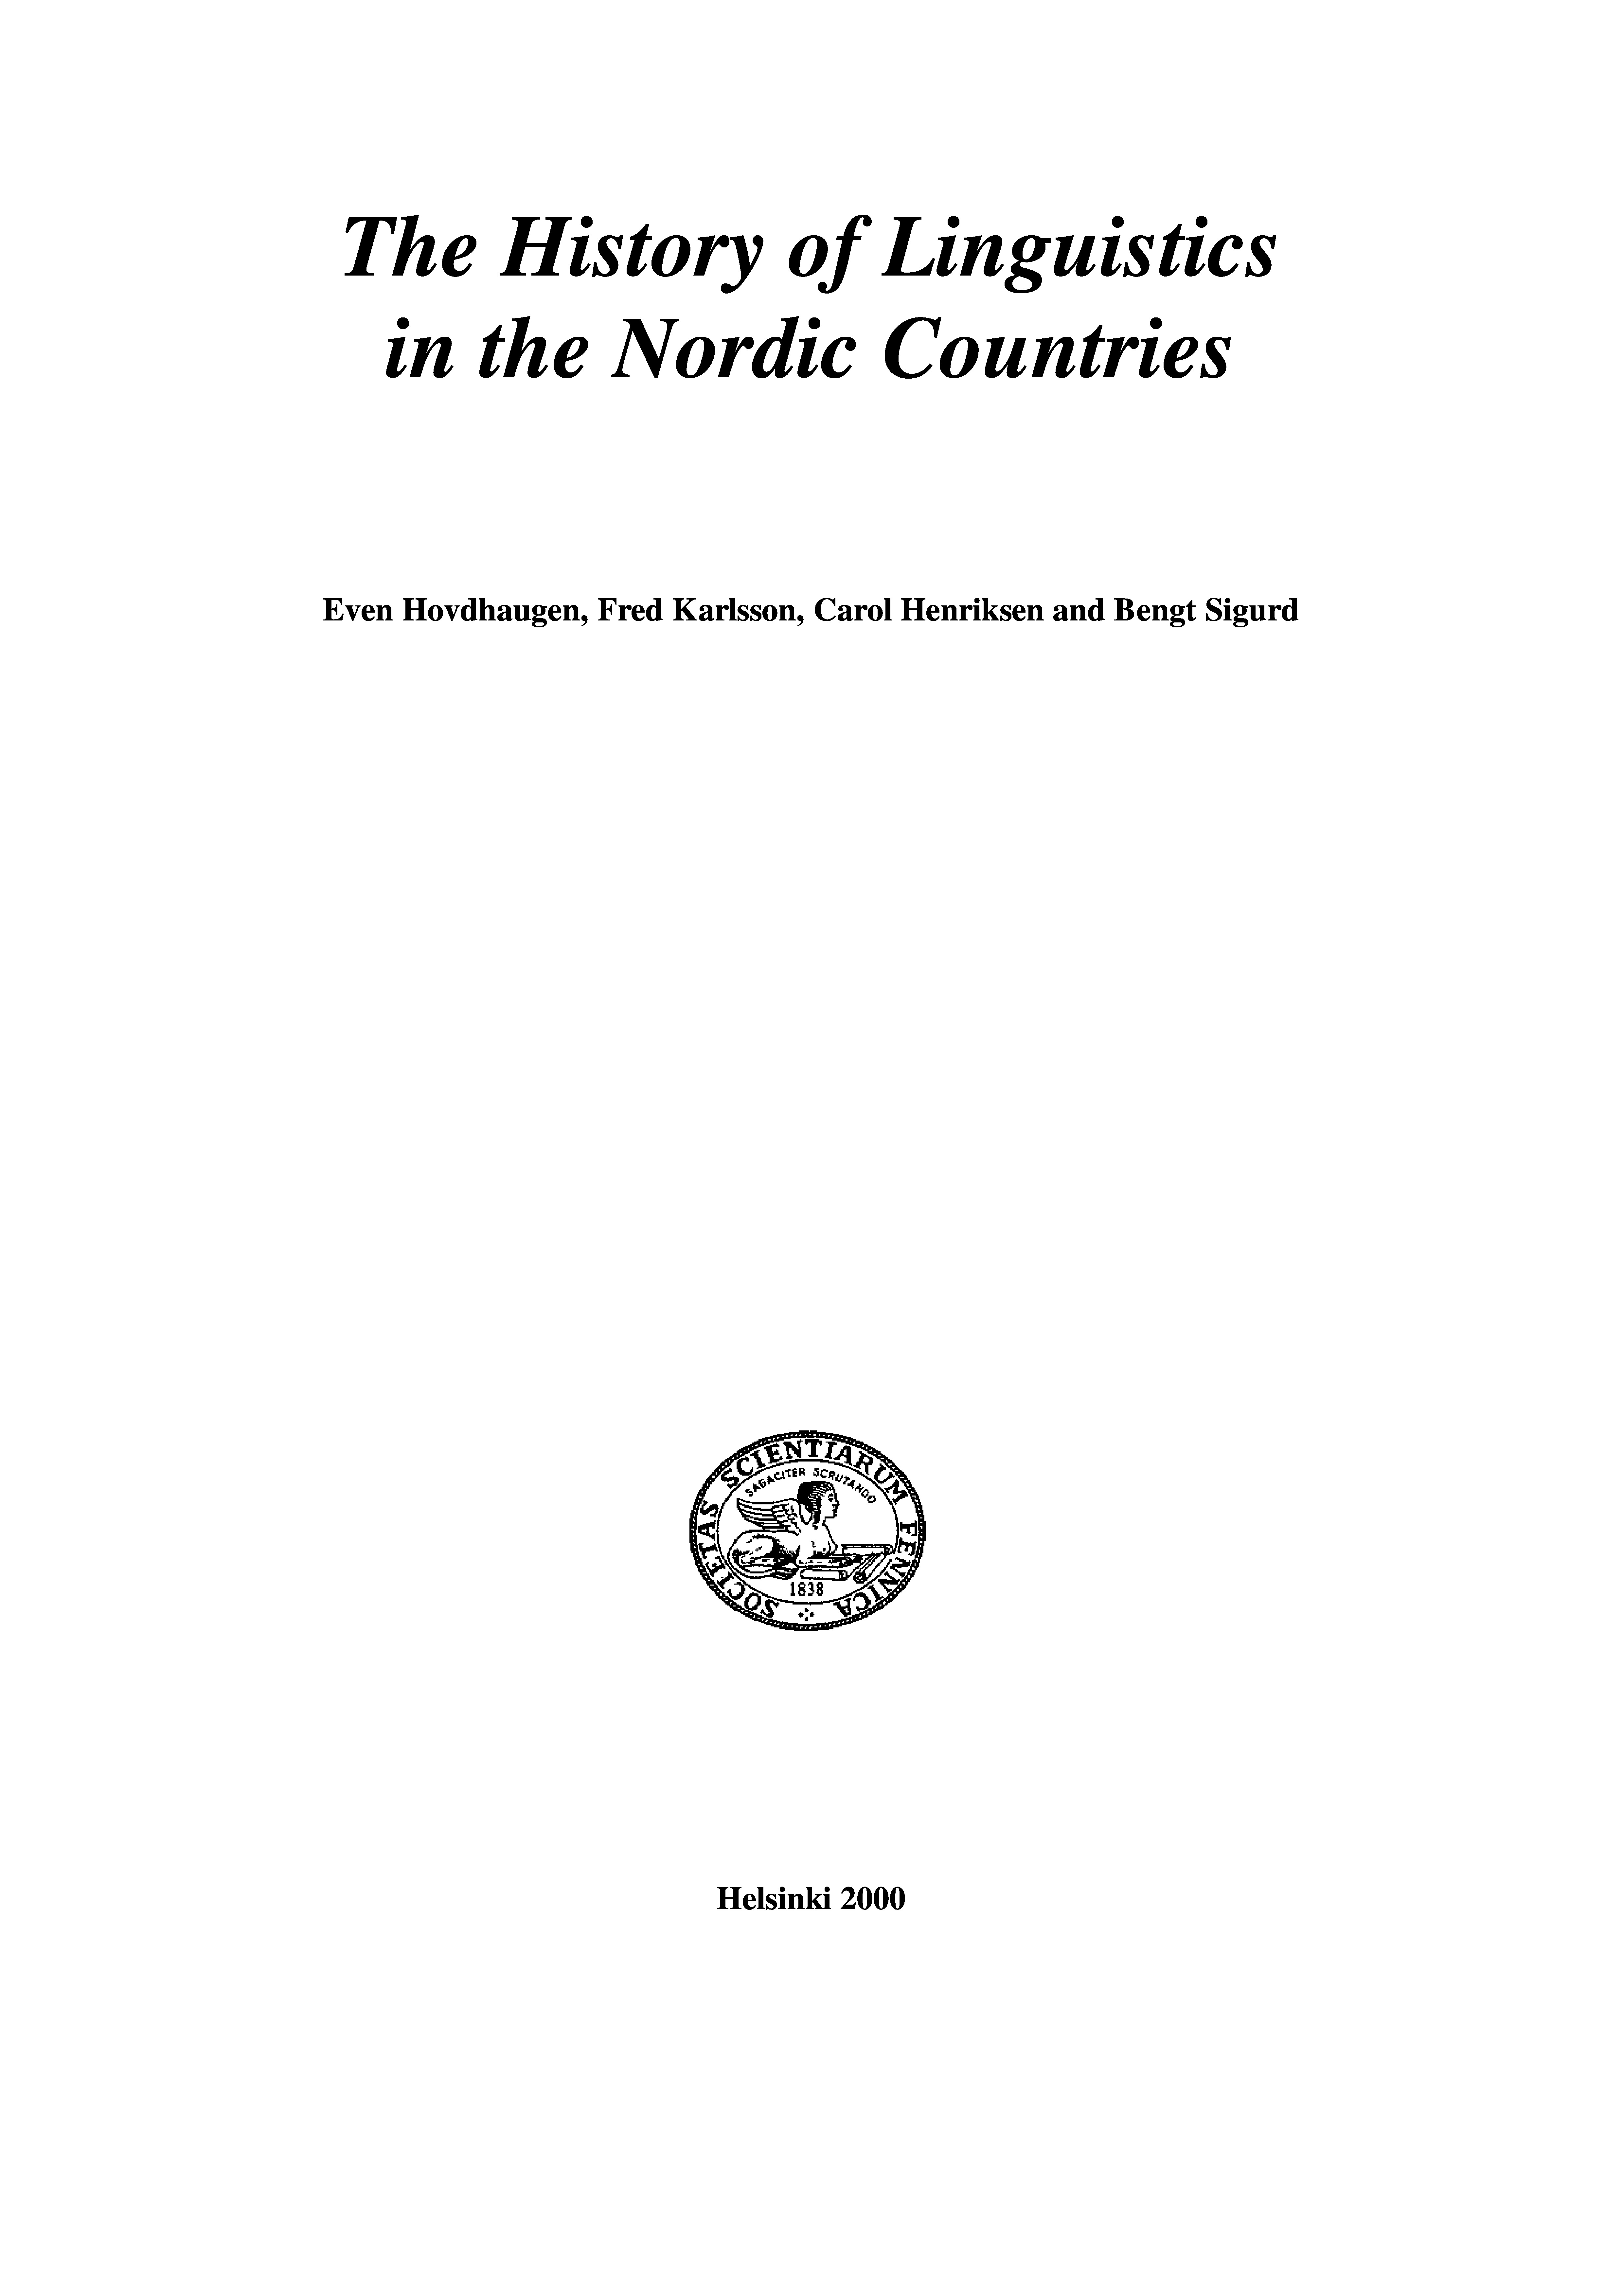 The History of Linguistics
in the Nordic Countries
Even Hovdhaugen, Fred Karlsson, Carol Henriksen and Bengt Sigurd
SOCIETAS SCIENTIARUM FENNICA
SAGACITER SCRUTANDO
1838
Helsinki 2000